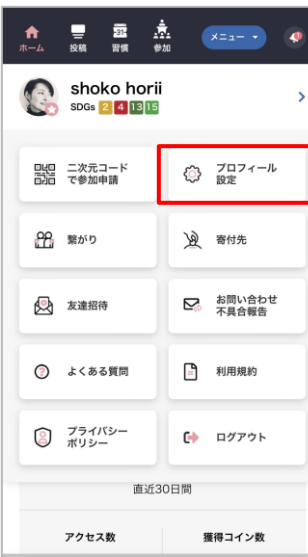 ホーム
投稿
31
習慣
参加
メニュー
shoko horii
SDGs 2 4 13 15
二次元コード
で参加申請
プロフィール
設定
繋がり
寄付先
友達招待
お問い合わせ
不具合報告
よくある質問
利用規約
プライバシー
ポリシー
ログアウト
直近30日間
アクセス数
獲得コイン数